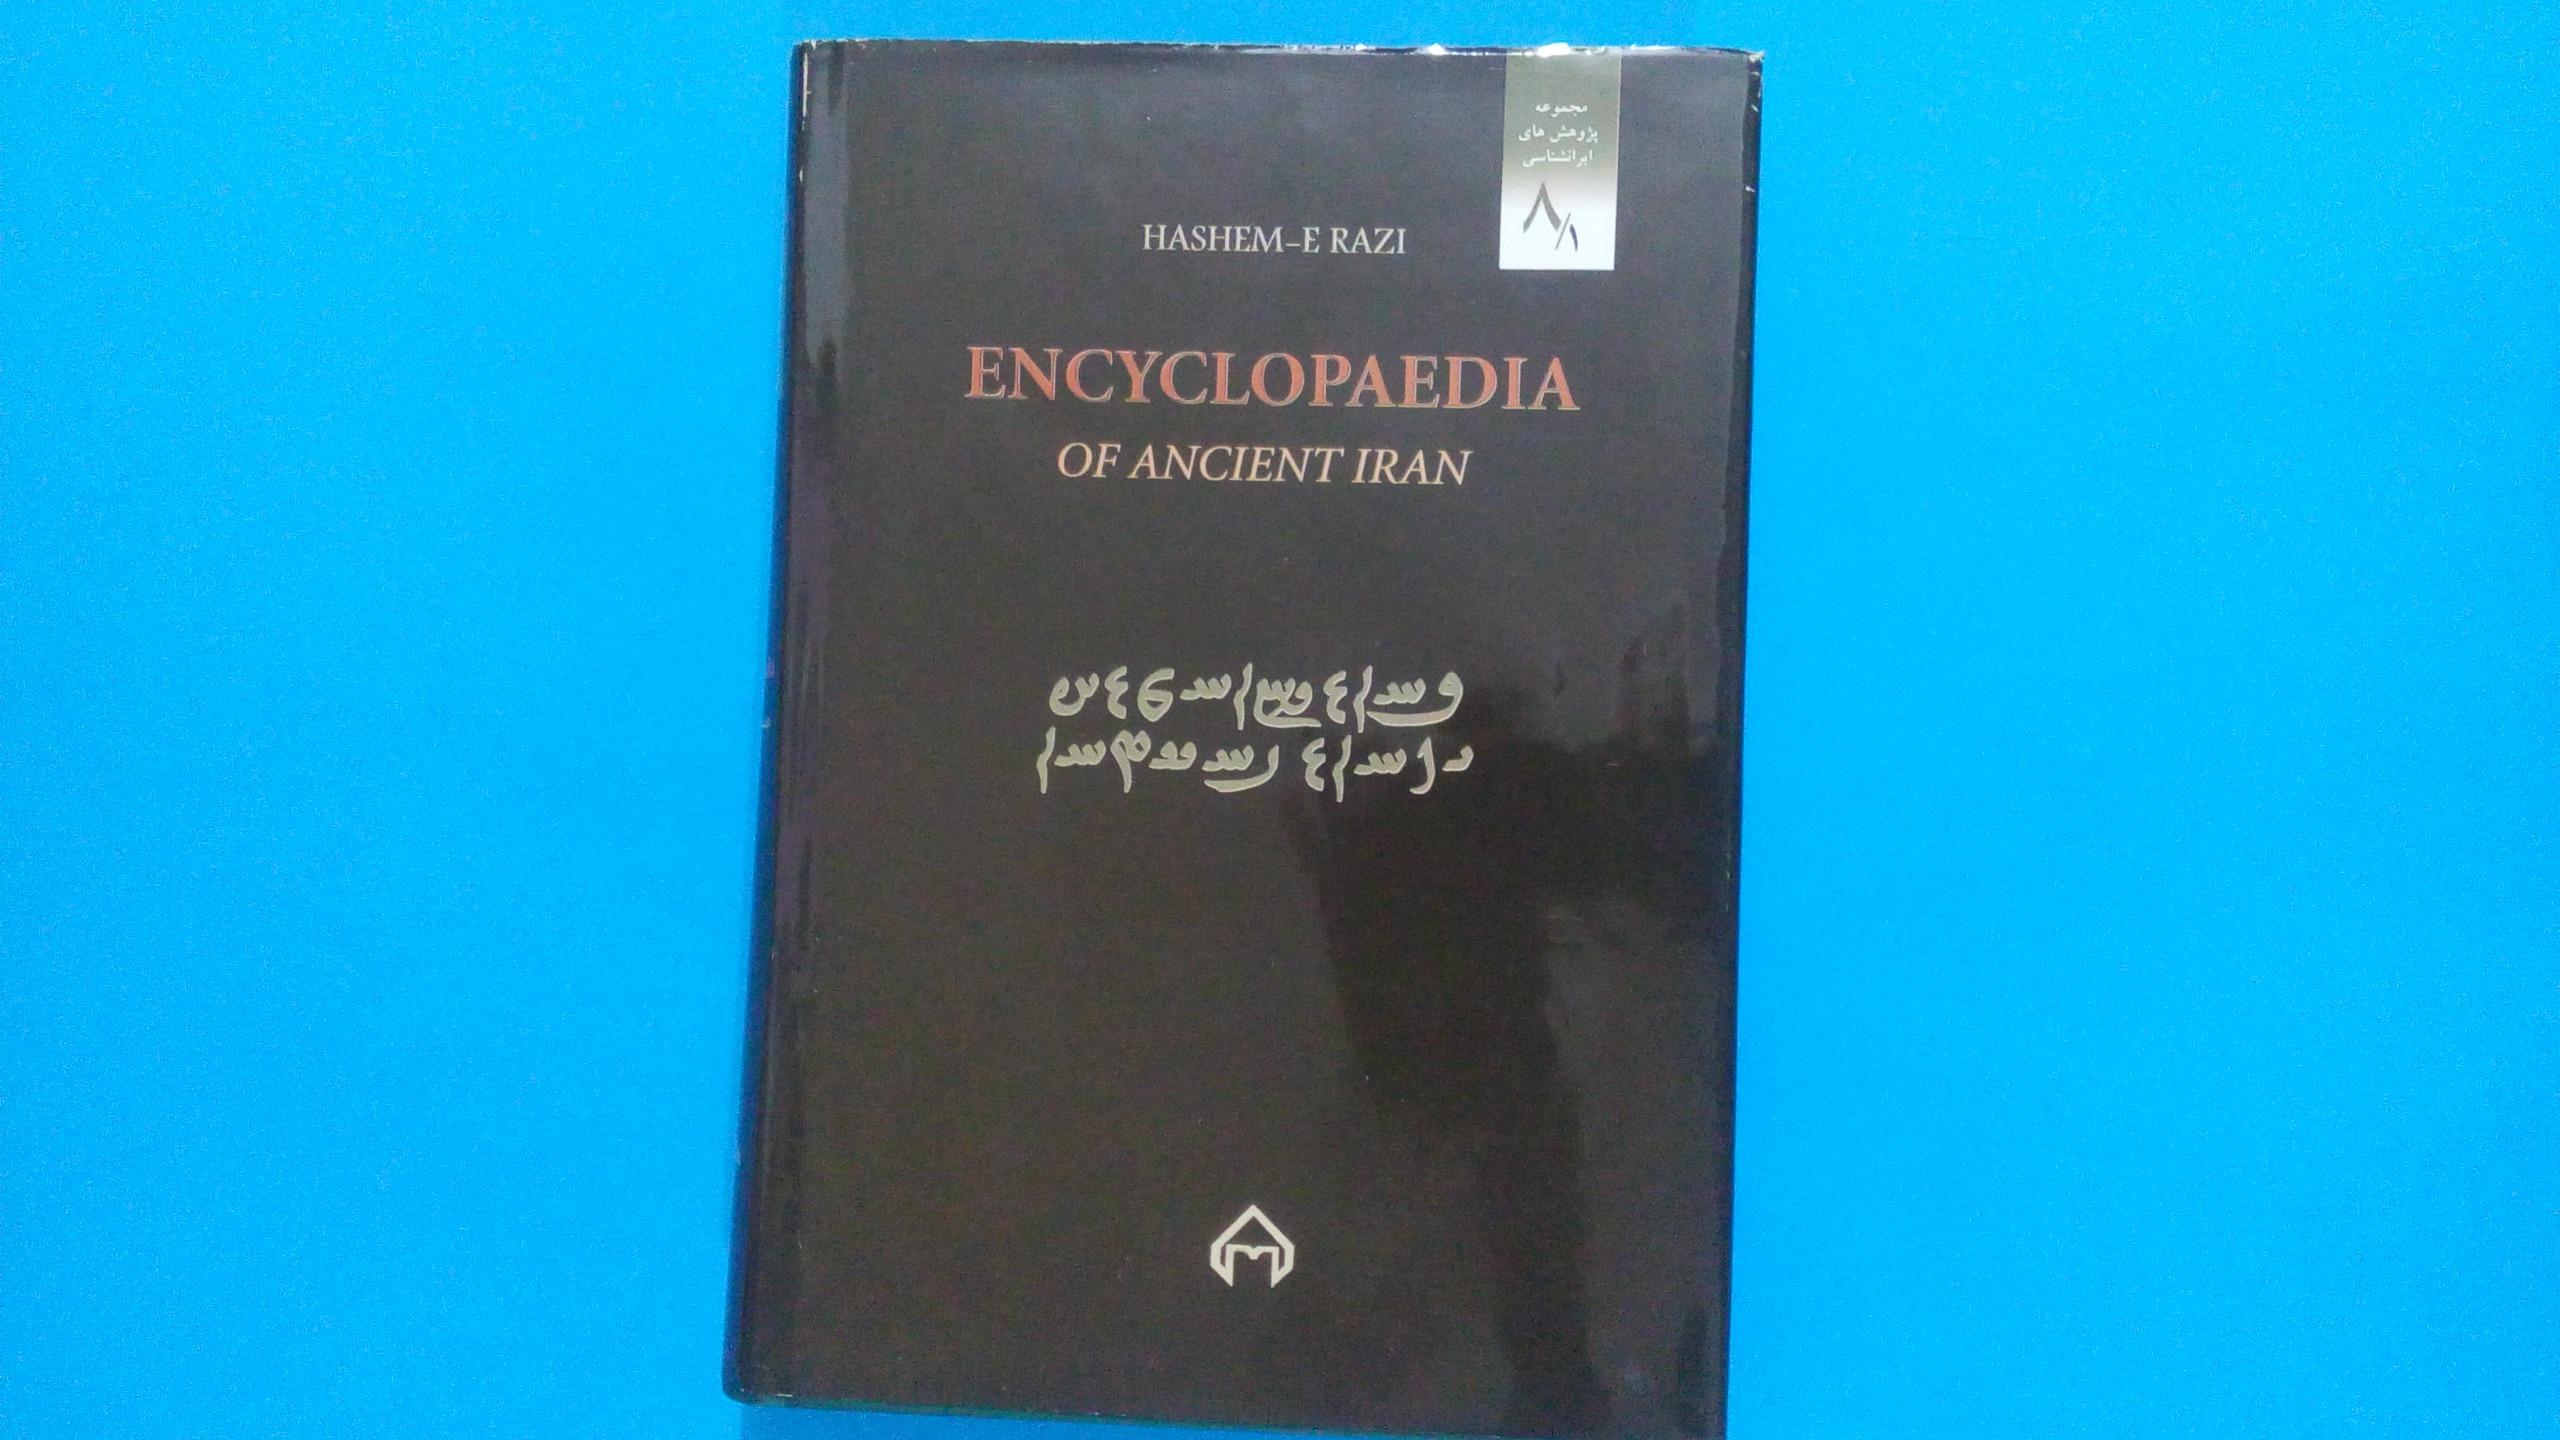 مجموعه
پژوهش های
ایرانشناسی
۸/۱
HASHEM–E RAZI
ENCYCLOPAEDIA
OF ANCIENT IRAN